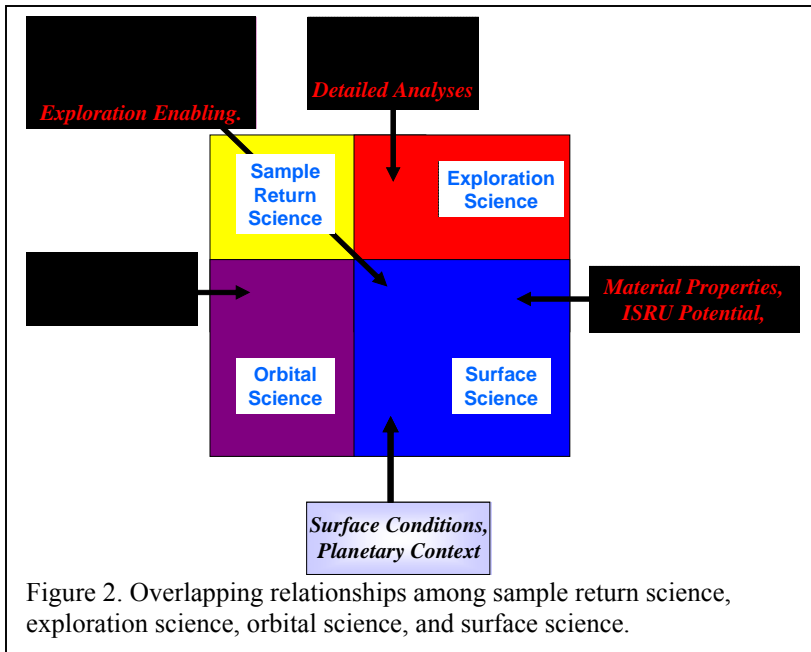 Exploration Enabling.
Detailed Analyses
Sample
Return
Science
Exploration
Science
Material Properties,
ISRU Potential,
Orbital
Science
Surface
Science
Surface Conditions,
Planetary Context
Figure 2. Overlapping relationships among sample return science,
exploration science, orbital science, and surface science.